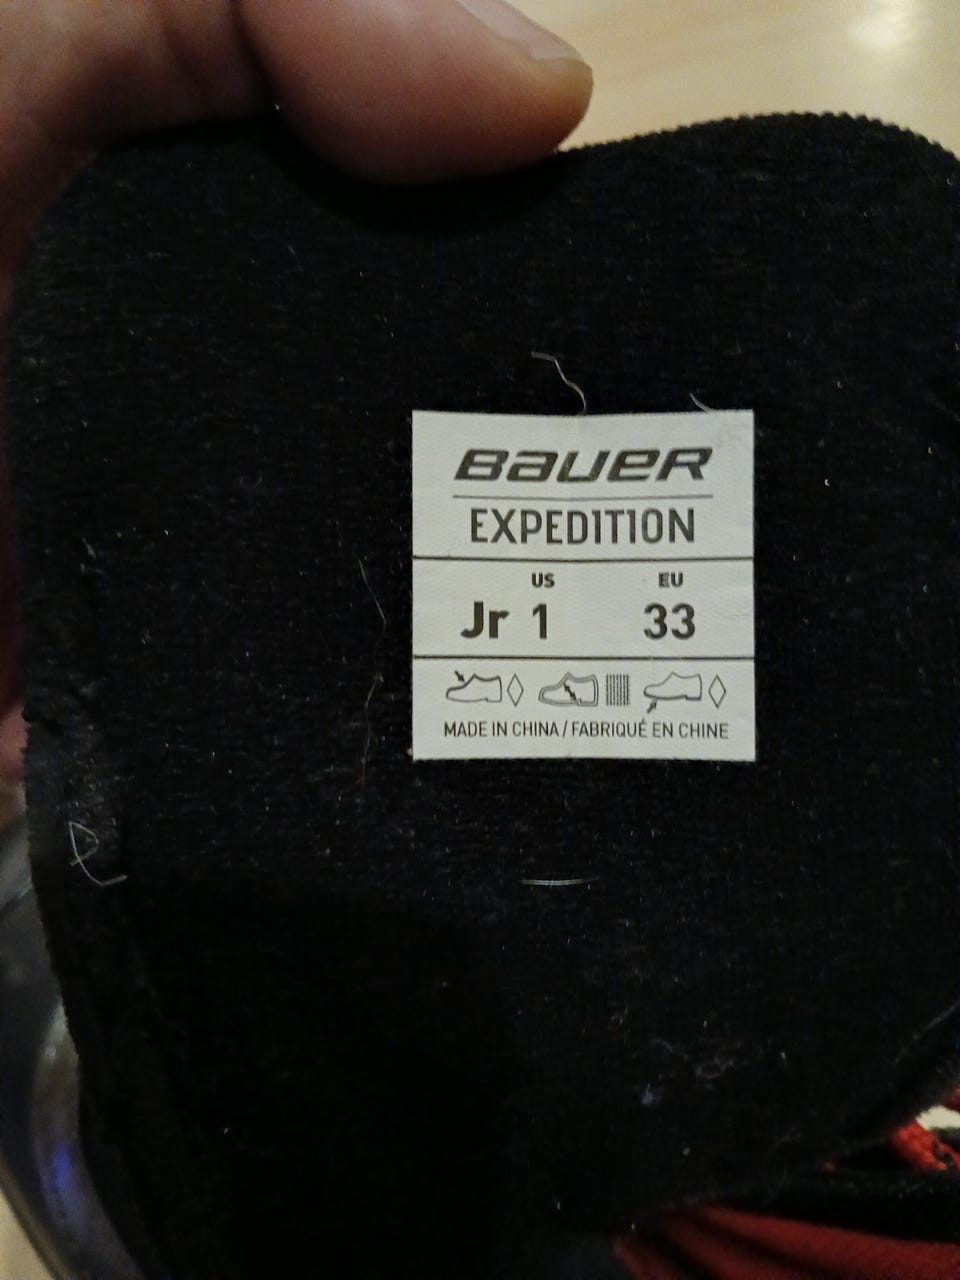 BAUER
EXPEDITION
US EU
Jr 1 33
MADE IN CHINA / FABRIQUÉ EN CHINE